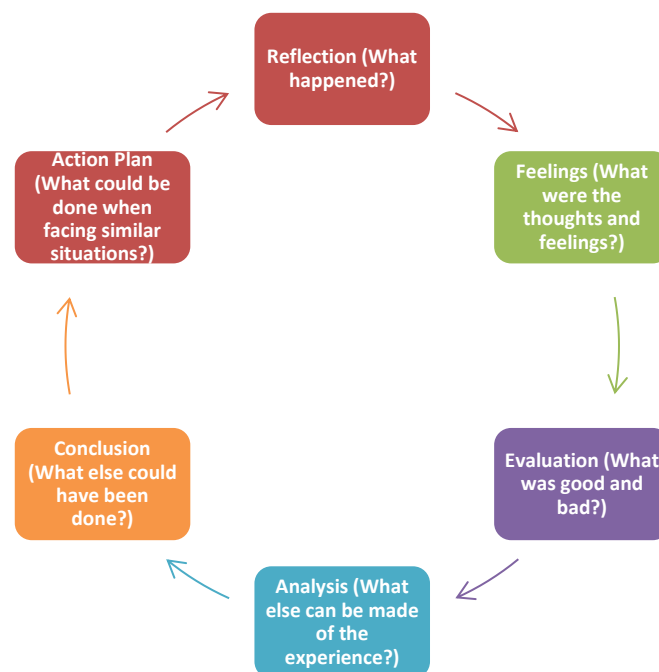 Reflection (What
happened?)
Feelings (What
were the
thoughts and
feelings?)
Evaluation (What
was good and
bad?)
Analysis (What
else can be made
of the
experience?)
Conclusion
(What else could
have been
done?)
Action Plan
(What could be
done when
facing similar
situations?)